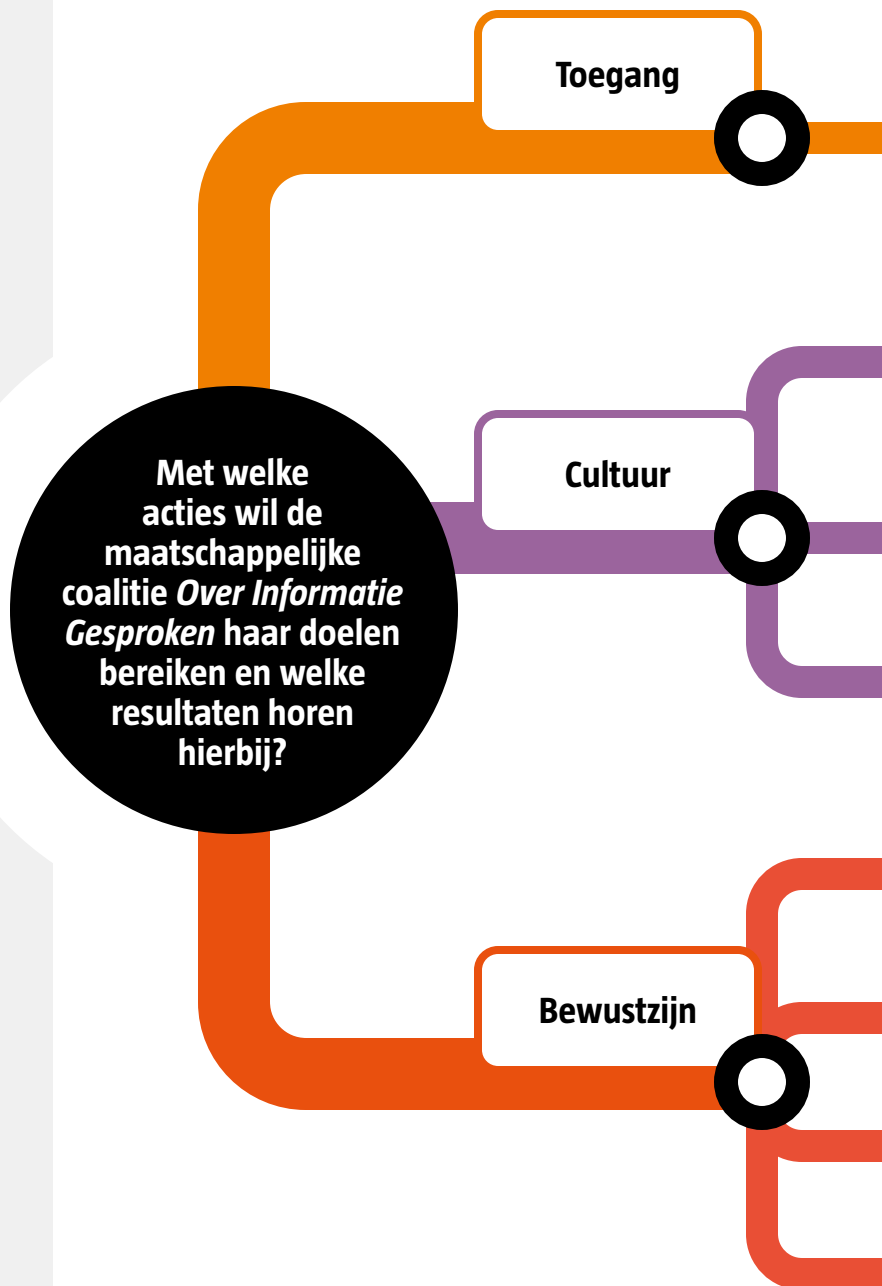 Toegang
Cultuur
Met welke
acties wil de
maatschappelijke
coalitie Over Informatie
Gesproken haar doelen
bereiken en welke
resultaten horen
hierbij?
Bewustzijn